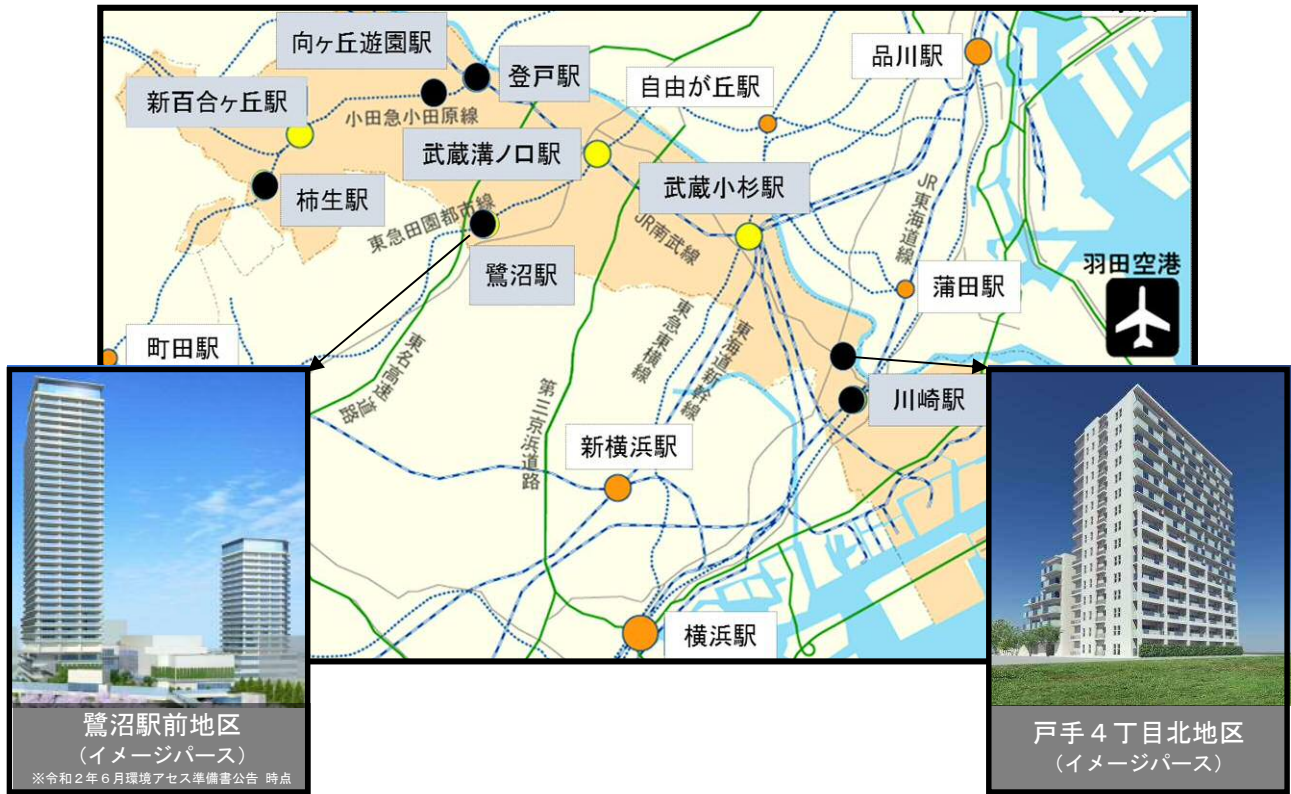 向ヶ丘遊園駅
登戸駅
品川駅
自由が丘駅
新百合ヶ丘駅
小田急小田原線
武蔵溝ノ口駅
武蔵小杉駅
柿生駅
東急田園都市線
JR南武線
JR東海道線
鷺沼駅
羽田空港
蒲田駅
町田駅
東名高速道路
第三京浜道路
東急東横線
東海道新幹線
川崎駅
新横浜駅
横浜駅
鷺沼駅前地区
（イメージパース）
※令和２年６月環境アセス準備書公告 時点
戸手４丁目北地区
（イメージパース）